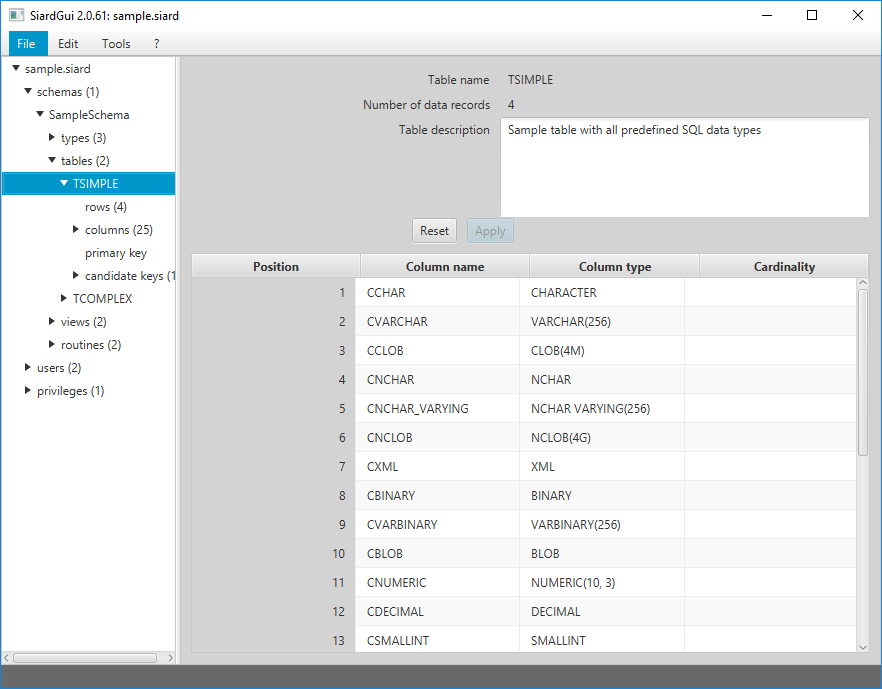 SiardGui 2.0.61: sample.siard
File Edit Tools ?
sample.siard
schemas (1)
SampleSchema
types (3)
tables (2)
TSIMPLE
rows (4)
columns (25)
primary key
candidate keys (1
TCOMPLEX
views (2)
routines (2)
users (2)
privileges (1)
Table name TSIMPLE
Number of data records 4
Table description Sample table with all predefined SQL data types
Reset Apply
Position Column name Column type Cardinality
1 CCHAR CHARACTER
2 CVARCHAR VARCHAR(256)
3 CCLOB CLOB(4M)
4 CNCHAR NCHAR
5 CNCHAR_VARYING NCHAR VARYING(256)
6 CNCLOB NCLOB(4G)
7 CXML XML
8 CBINARY BINARY
9 CVARBINARY VARBINARY(256)
10 CBLOB BLOB
11 CNUMERIC NUMERIC(10, 3)
12 CDECIMAL DECIMAL
13 CSMALLINT SMALLINT